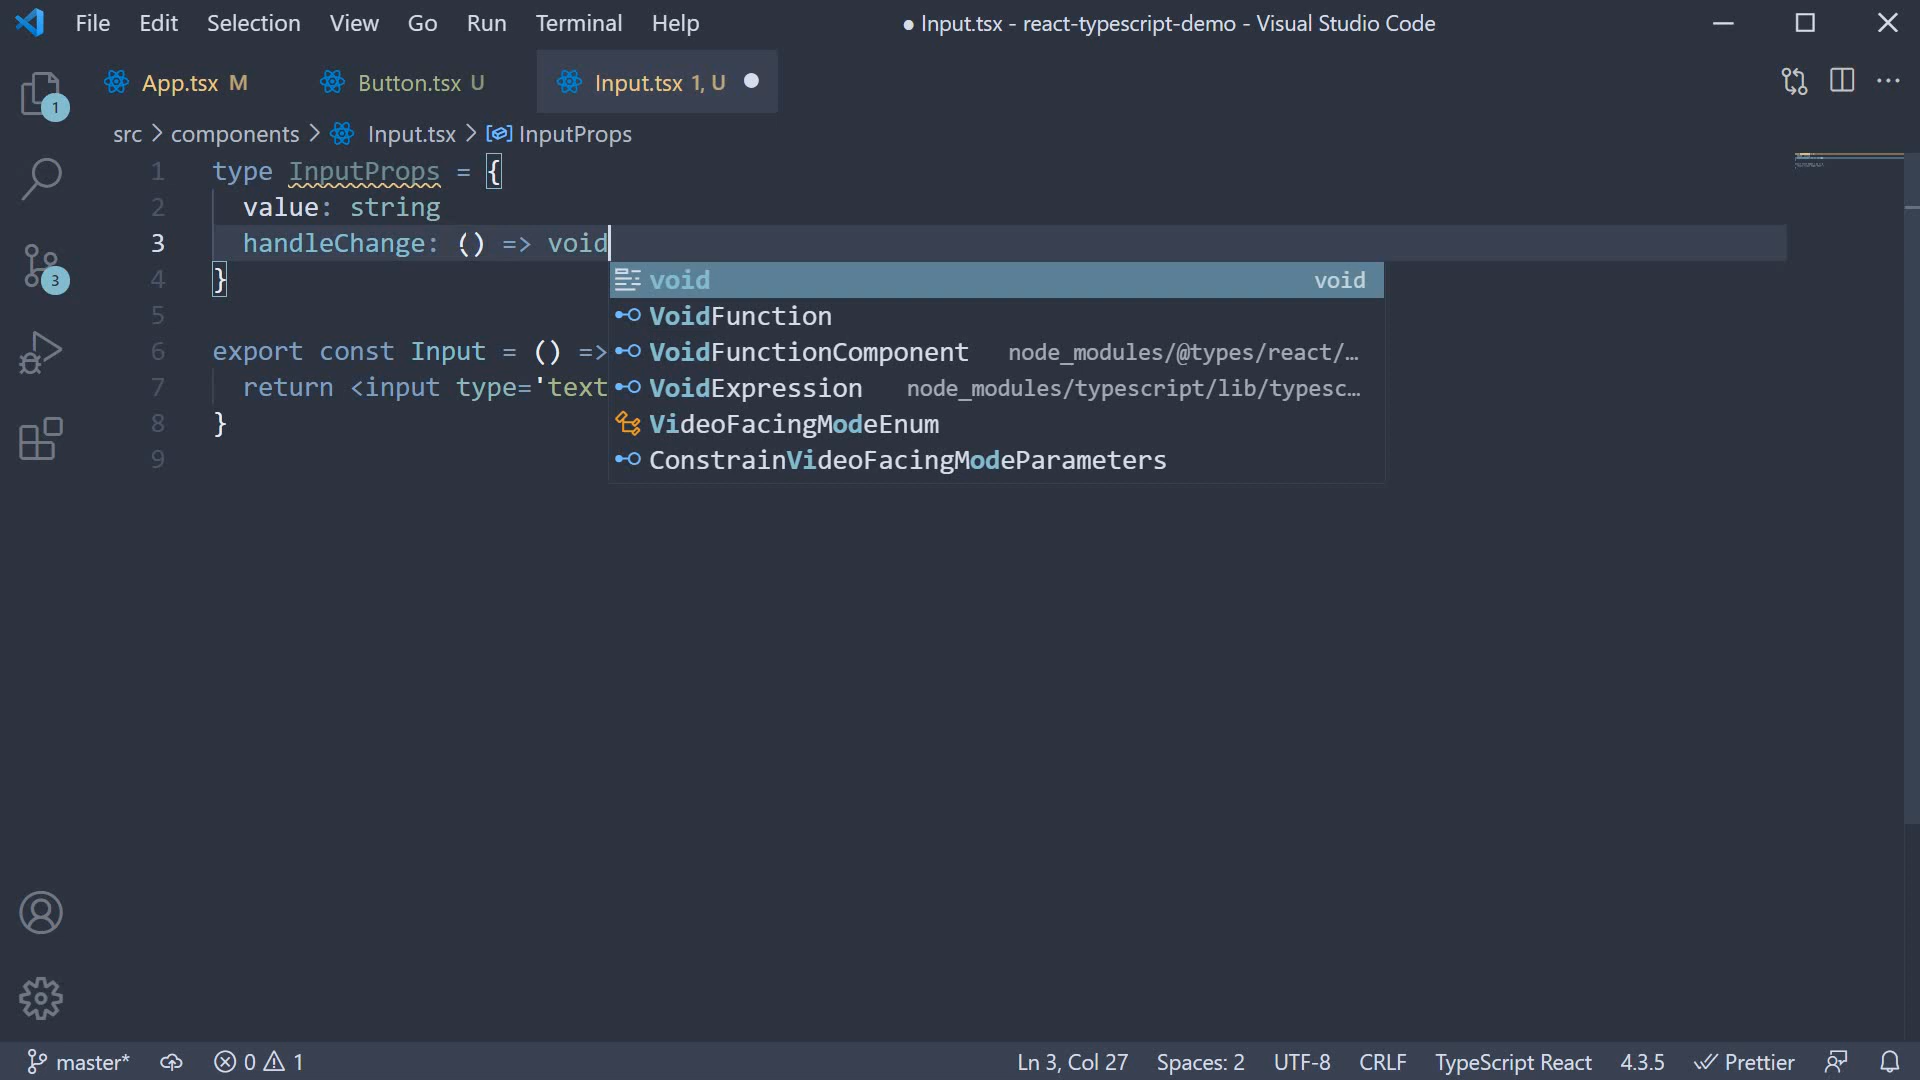 File Edit Selection View Go Run Terminal Help ● Input.tsx - react-typescript-demo - Visual Studio Code
App.tsx M Button.tsx U Input.tsx 1, U
src > components > Input.tsx > InputProps
1 type InputProps = {
2 value: string
3 handleChange: () => void
4 }
5
6 export const Input = () =>
7 return <input type='text
8 }
9
void void
VoidFunction
VoidFunctionComponent node_modules/@types/react/…
VoidExpression node_modules/typescript/lib/typesc…
VideoFacingModeEnum
ConstrainVideoFacingModeParameters
1
3
master* 0 1 Ln 3, Col 27 Spaces: 2 UTF-8 CRLF TypeScript React 4.3.5 Prettier